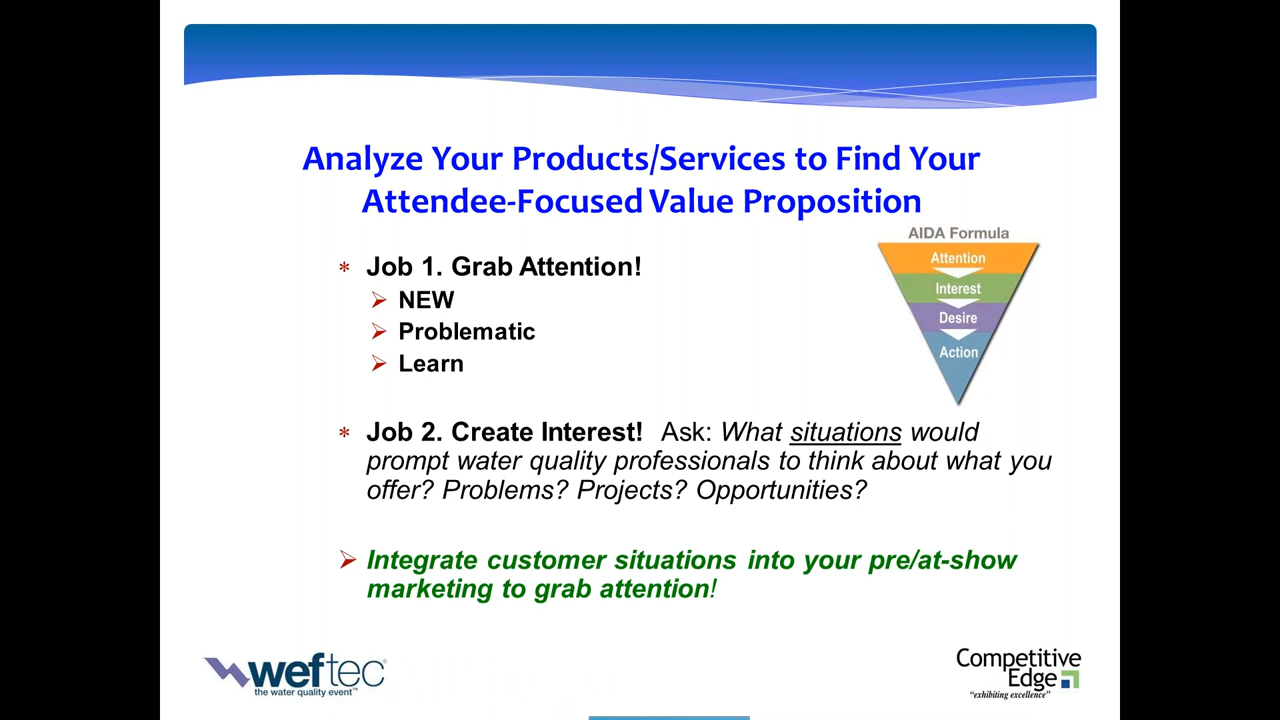 Analyze Your Products/Services to Find Your
Attendee-Focused Value Proposition
AIDA Formula
Attention
Interest
Desire
Action
* Job 1. Grab Attention!
➢ NEW
➢ Problematic
➢ Learn
* Job 2. Create Interest! Ask: What situations would
prompt water quality professionals to think about what you
offer? Problems? Projects? Opportunities?
➢ Integrate customer situations into your pre/at-show
marketing to grab attention!
weftec®
the water quality event™
Competitive
Edge
"exhibiting excellence"